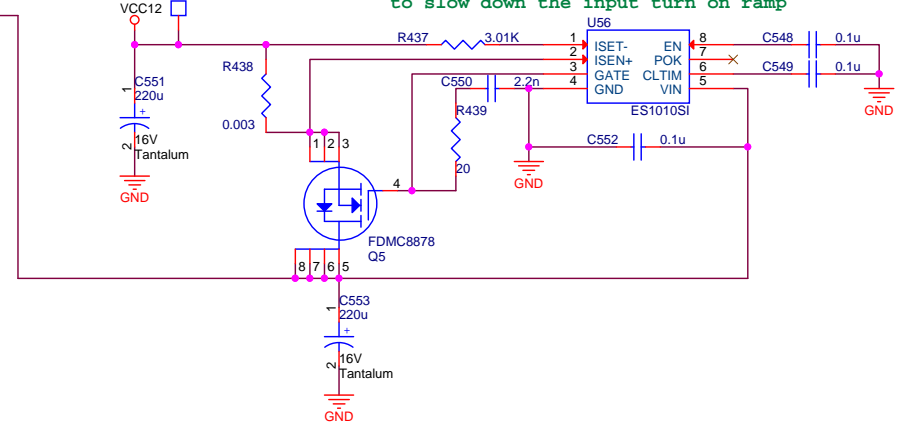 to slow down the input turn on ramp
VCC12
U56
R437
3.01K
1
ISET-
EN
8
C548
0.1u
2
ISEN+
POK
7
3
GATE
CLTIM
6
C549
0.1u
4
GND
VIN
5
ES1010SI
GND
R438
0.003
C551
220u
1
+
2
16V
Tantalum
GND
C550
2.2n
R439
20
GND
C552
0.1u
1
2
3
4
FDMC8878
Q5
8
7
6
5
C553
220u
1
+
2
16V
Tantalum
GND